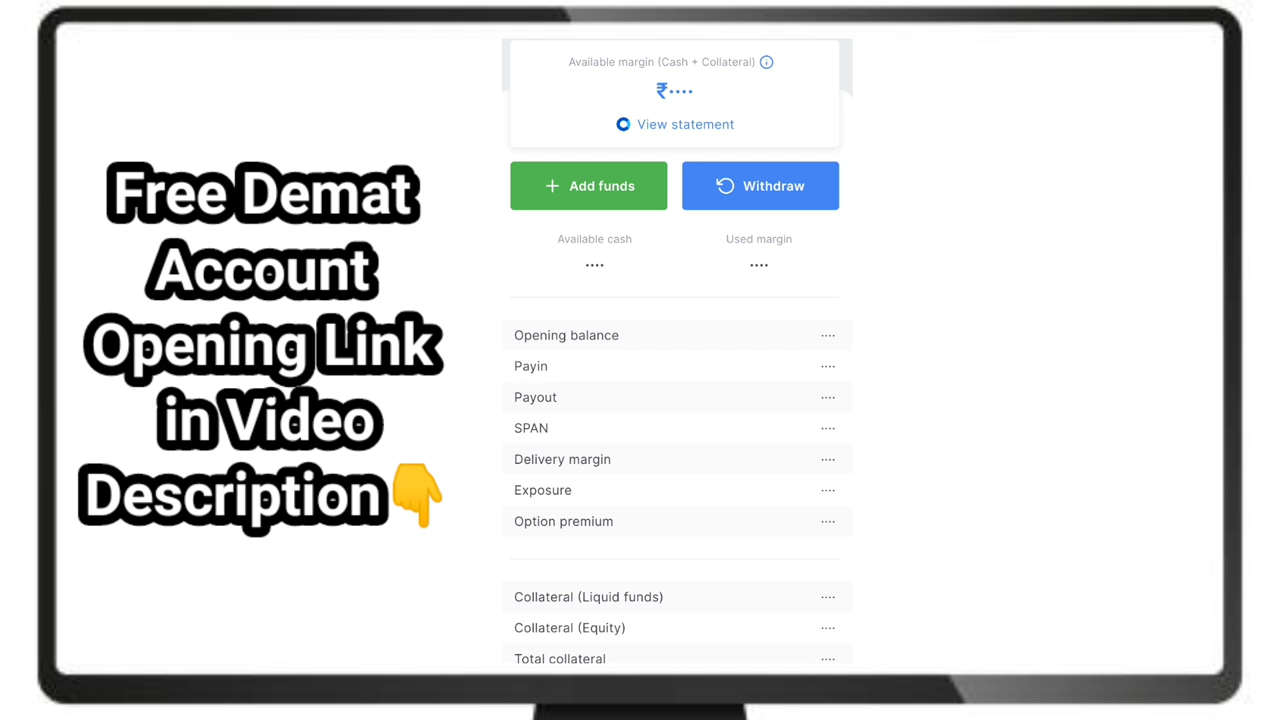 Free Demat
Account
Opening Link
in Video
Description👇
Available margin (Cash + Collateral)
₹····
View statement
+ Add funds
Withdraw
Available cash
Used margin
····
····
Opening balance ····
Payin ····
Payout ····
SPAN ····
Delivery margin ····
Exposure ····
Option premium ····
Collateral (Liquid funds) ····
Collateral (Equity) ····
Total collateral ····